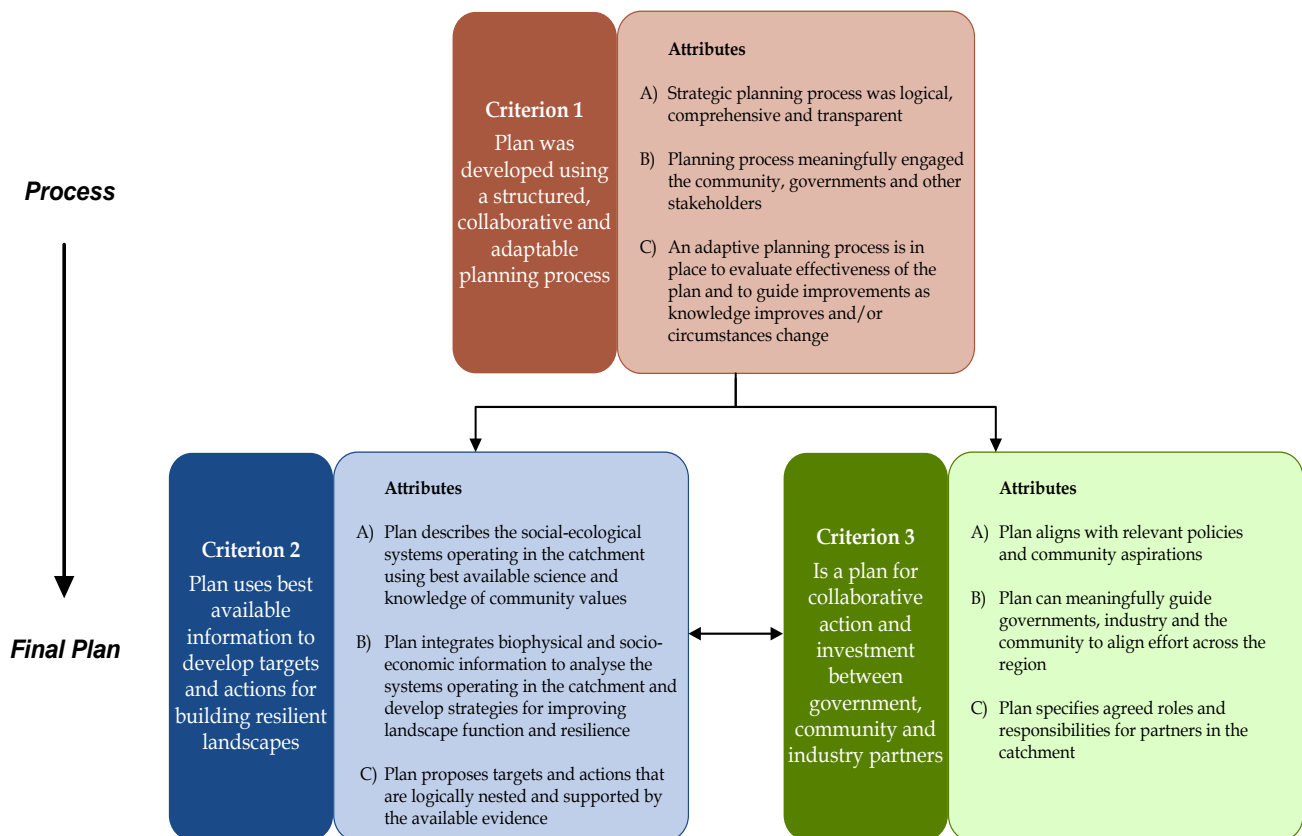 Process
Final Plan
Criterion 1
Plan was
developed using
a structured,
collaborative and
adaptable
planning process
Attributes
A) Strategic planning process was logical,
comprehensive and transparent
B) Planning process meaningfully engaged
the community, governments and other
stakeholders
C) An adaptive planning process is in
place to evaluate effectiveness of the
plan and to guide improvements as
knowledge improves and/or
circumstances change
Criterion 2
Plan uses best
available
information to
develop targets
and actions for
building resilient
landscapes
Attributes
A) Plan describes the social-ecological
systems operating in the catchment
using best available science and
knowledge of community values
B) Plan integrates biophysical and socio-
economic information to analyse the
systems operating in the catchment and
develop strategies for improving
landscape function and resilience
C) Plan proposes targets and actions that
are logically nested and supported by
the available evidence
Criterion 3
Is a plan for
collaborative
action and
investment
between
government,
community and
industry partners
Attributes
A) Plan aligns with relevant policies
and community aspirations
B) Plan can meaningfully guide
governments, industry and the
community to align effort across the
region
C) Plan specifies agreed roles and
responsibilities for partners in the
catchment